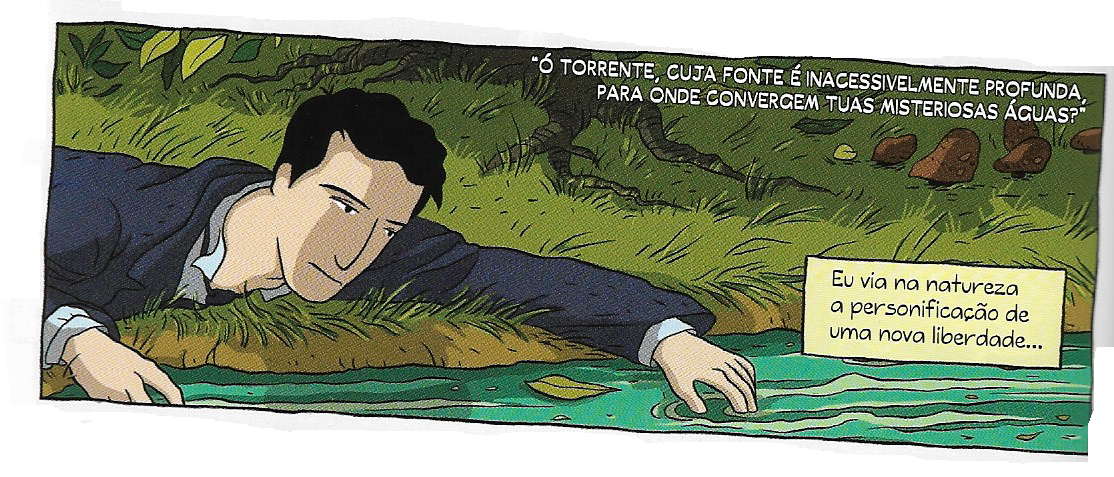 "Ó TORRENTE, CUJA FONTE É INACESSIVELMENTE PROFUNDA,
PARA ONDE CONVERGEM TUAS MISTERIOSAS ÁGUAS?"
Eu via na natureza
a personificação de
uma nova liberdade...